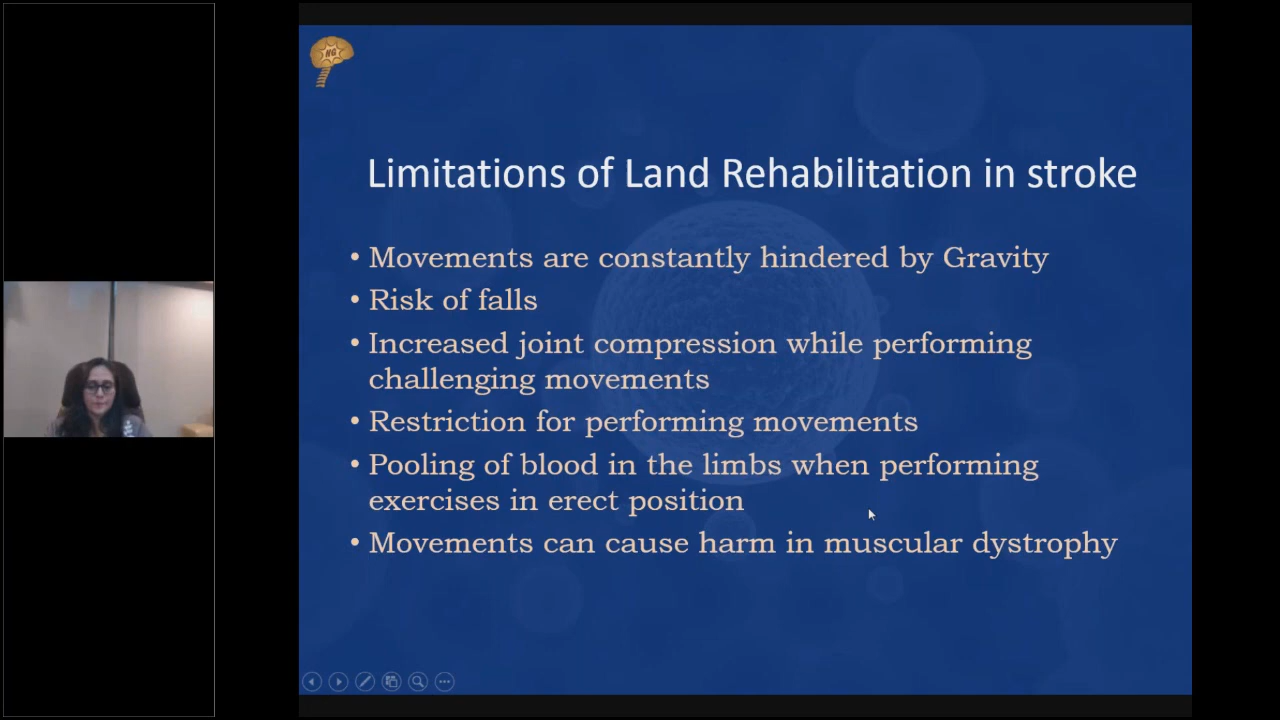 NG
Limitations of Land Rehabilitation in stroke
• Movements are constantly hindered by Gravity
• Risk of falls
• Increased joint compression while performing
challenging movements
• Restriction for performing movements
• Pooling of blood in the limbs when performing
exercises in erect position
• Movements can cause harm in muscular dystrophy